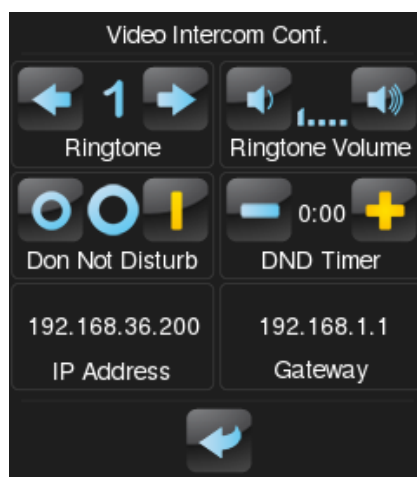 Video Intercom Conf.
1
Ringtone
Ringtone Volume
Don Not Disturb
0:00
DND Timer
192.168.36.200
192.168.1.1
IP Address
Gateway